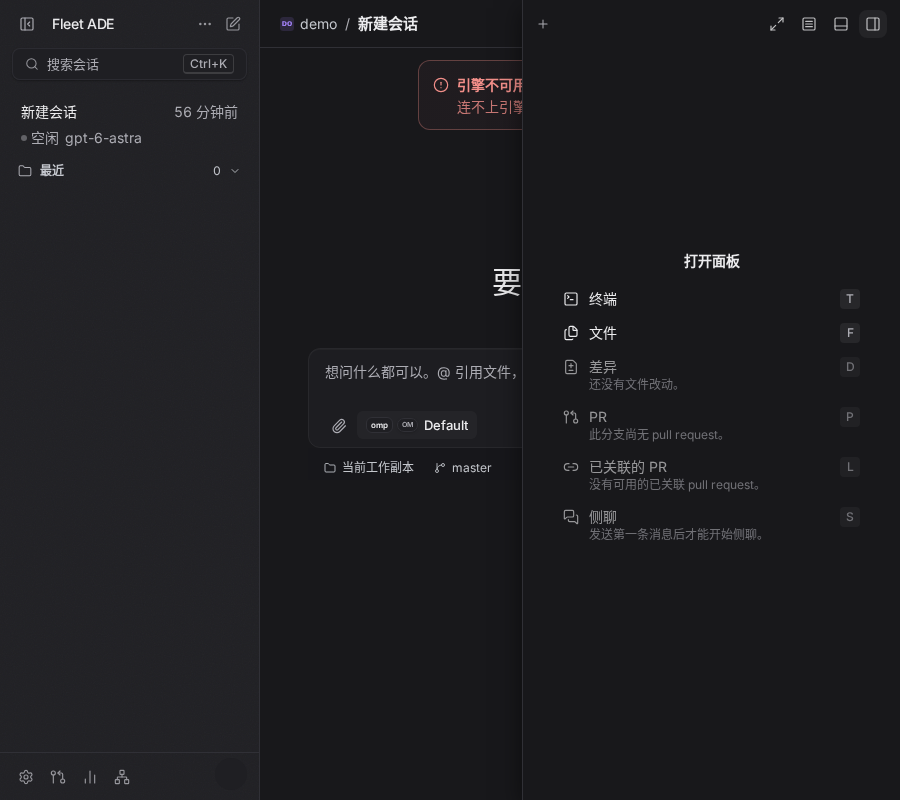 Fleet ADE
搜索会话 Ctrl+K
新建会话 56 分钟前
空闲 gpt-6-astra
最近 0
DO demo / 新建会话
引擎不可用
连不上引擎
要
想问什么都可以。@ 引用文件，
omp OM Default
当前工作副本 master
打开面板
终端 T
文件 F
差异 D
还没有文件改动。
PR P
此分支尚无 pull request。
已关联的 PR L
没有可用的已关联 pull request。
侧聊 S
发送第一条消息后才能开始侧聊。